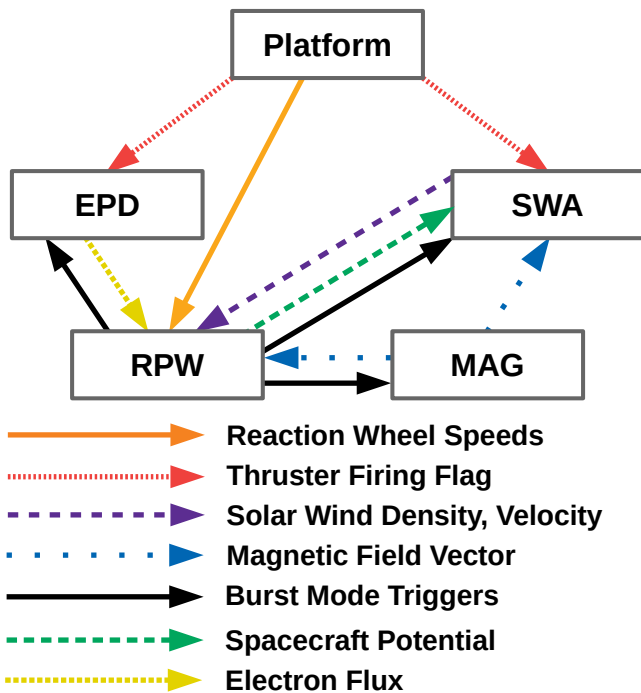 Platform
EPD
SWA
RPW
MAG
Reaction Wheel Speeds
Thruster Firing Flag
Solar Wind Density, Velocity
Magnetic Field Vector
Burst Mode Triggers
Spacecraft Potential
Electron Flux